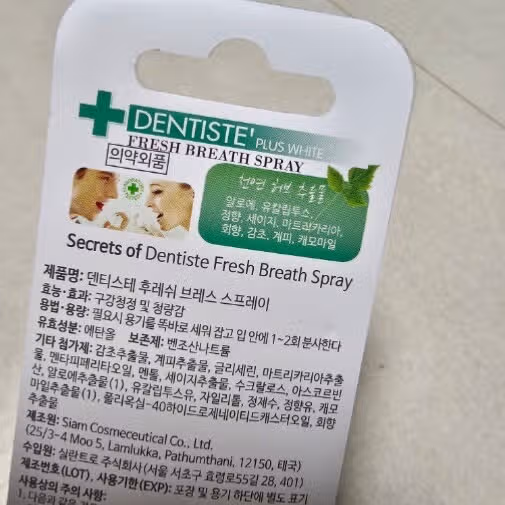 DENTISTE' PLUS WHITE
FRESH BREATH SPRAY
의약외품
천연 허브 추출물
알로에, 유칼립투스,
정향, 세이지, 마트리카리아,
회향, 감초, 계피, 캐모마일
Secrets of Dentiste Fresh Breath Spray
제품명: 덴티스테 후레쉬 브레스 스프레이
효능·효과: 구강청정 및 청량감
용법·용량: 필요시 용기를 똑바로 세워 잡고 입 안에 1~2회 분사한다
유효성분: 에탄올 보존제: 벤조산나트륨
기타 첨가제: 감초추출물, 계피추출물, 글리세린, 마트리카리아추출
물, 멘타피페리타오일, 멘톨, 세이지추출물, 수크랄로스, 아스코르빈
산, 알로에추출물(1), 유칼립투스유, 자일리톨, 정제수, 정향유, 캐모
마일추출물(1), 폴리옥실-40하이드로제네이티드캐스터오일, 회향
추출물
제조원: Siam Cosmeceutical Co., Ltd.
(25/3-4 Moo 5, Lamlukka, Pathumthani, 12150, 태국)
수입원: 실란트로 주식회사 (서울 서초구 효령로55길 28, 401)
제조번호(LOT), 사용기한(EXP): 포장 및 용기 하단에 별도 표기
사용상의 주의 사항:
1. 다음과 같은